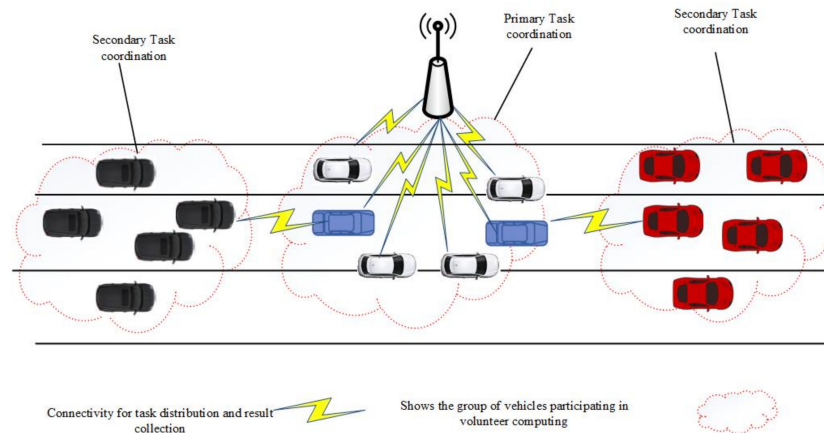 Secondary Task
coordination
Primary Task
coordination
Secondary Task
coordination
Connectivity for task distribution and result
collection
Shows the group of vehicles participating in
volunteer computing